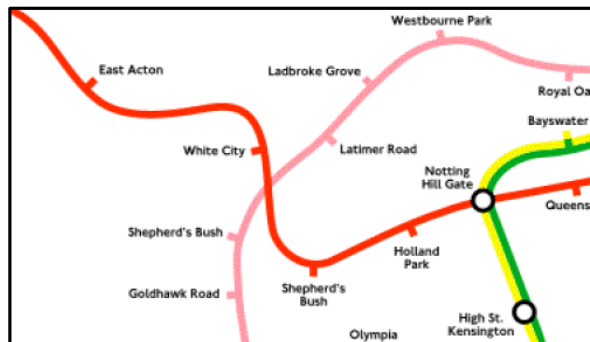 Westbourne Park
East Acton
Ladbroke Grove
Royal Oa
Bayswater
White City
Latimer Road
Notting
Hill Gate
Queens
Shepherd's Bush
Holland
Park
Goldhawk Road
Shepherd's
Bush
High St.
Kensington
Olympia